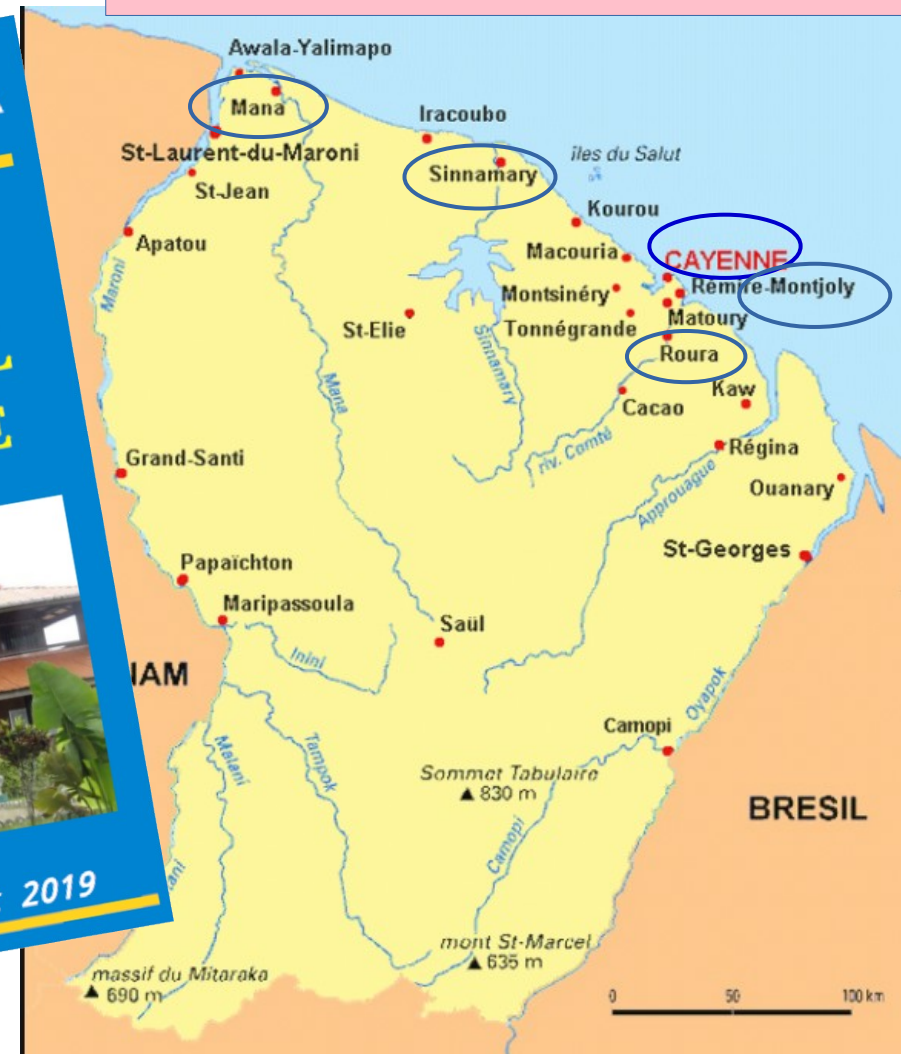 Awala-Yalimapo
Mana
Iracoubo
St-Laurent-du-Maroni
Sinnamary
îles du Salut
St-Jean
Kourou
Apatou
Macouria
CAYENNE
Maroni
Montsinéry
Rémire-Montjoly
St-Elie
Tonnégrande
Matoury
Sinnamary
Mana
Roura
Kaw
Cacao
Grand-Santi
riv. Comté
Régina
Approuague
Ouanary
St-Georges
Papaïchton
Maripassoula
Saül
Inini
Oyapok
Camopi
Malani
Tampok
Sommet Tabulaire
▲ 830 m
BRESIL
Camopi
2019
mont St-Marcel
▲ 635 m
massif du Mitaraka
▲ 690 m
0 50 100 km